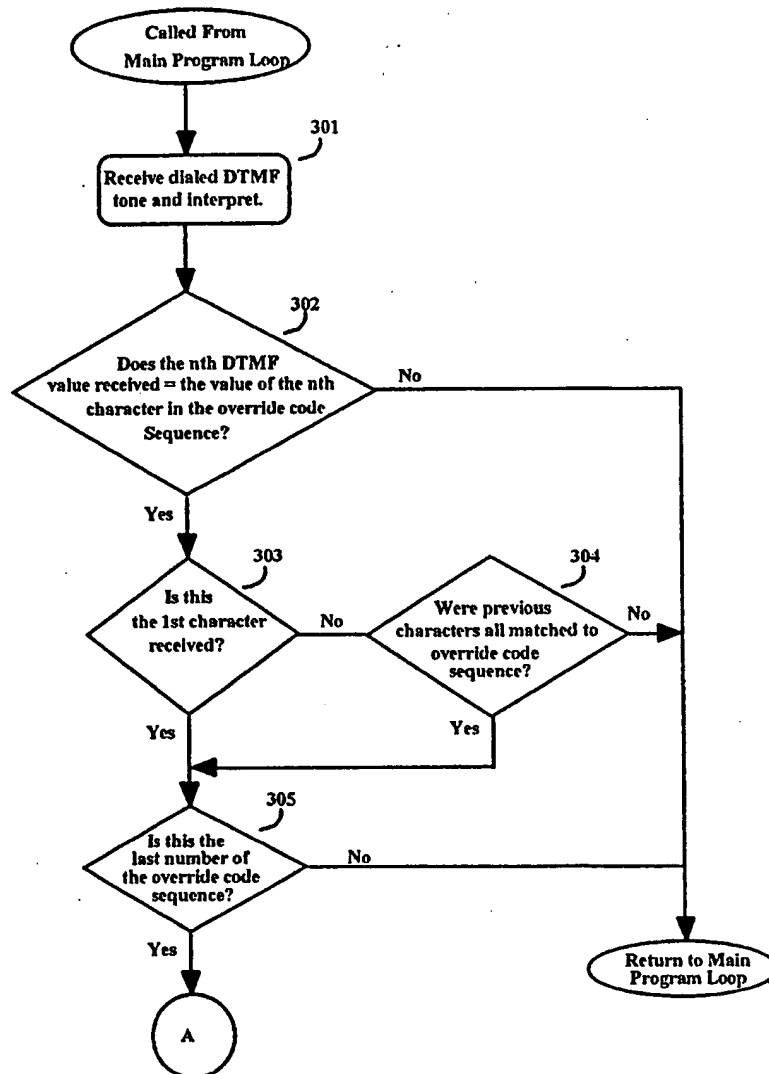 Called From
Main Program Loop
301
Receive dialed DTMF
tone and interpret.
302
Does the nth DTMF
value received = the value of the nth
character in the override code
Sequence?
No
Yes
303
Is this
the 1st character
received?
No
304
Were previous
characters all matched to
override code
sequence?
No
Yes
Yes
305
Is this the
last number of
the override code
sequence?
No
Yes
Return to Main
Program Loop
A